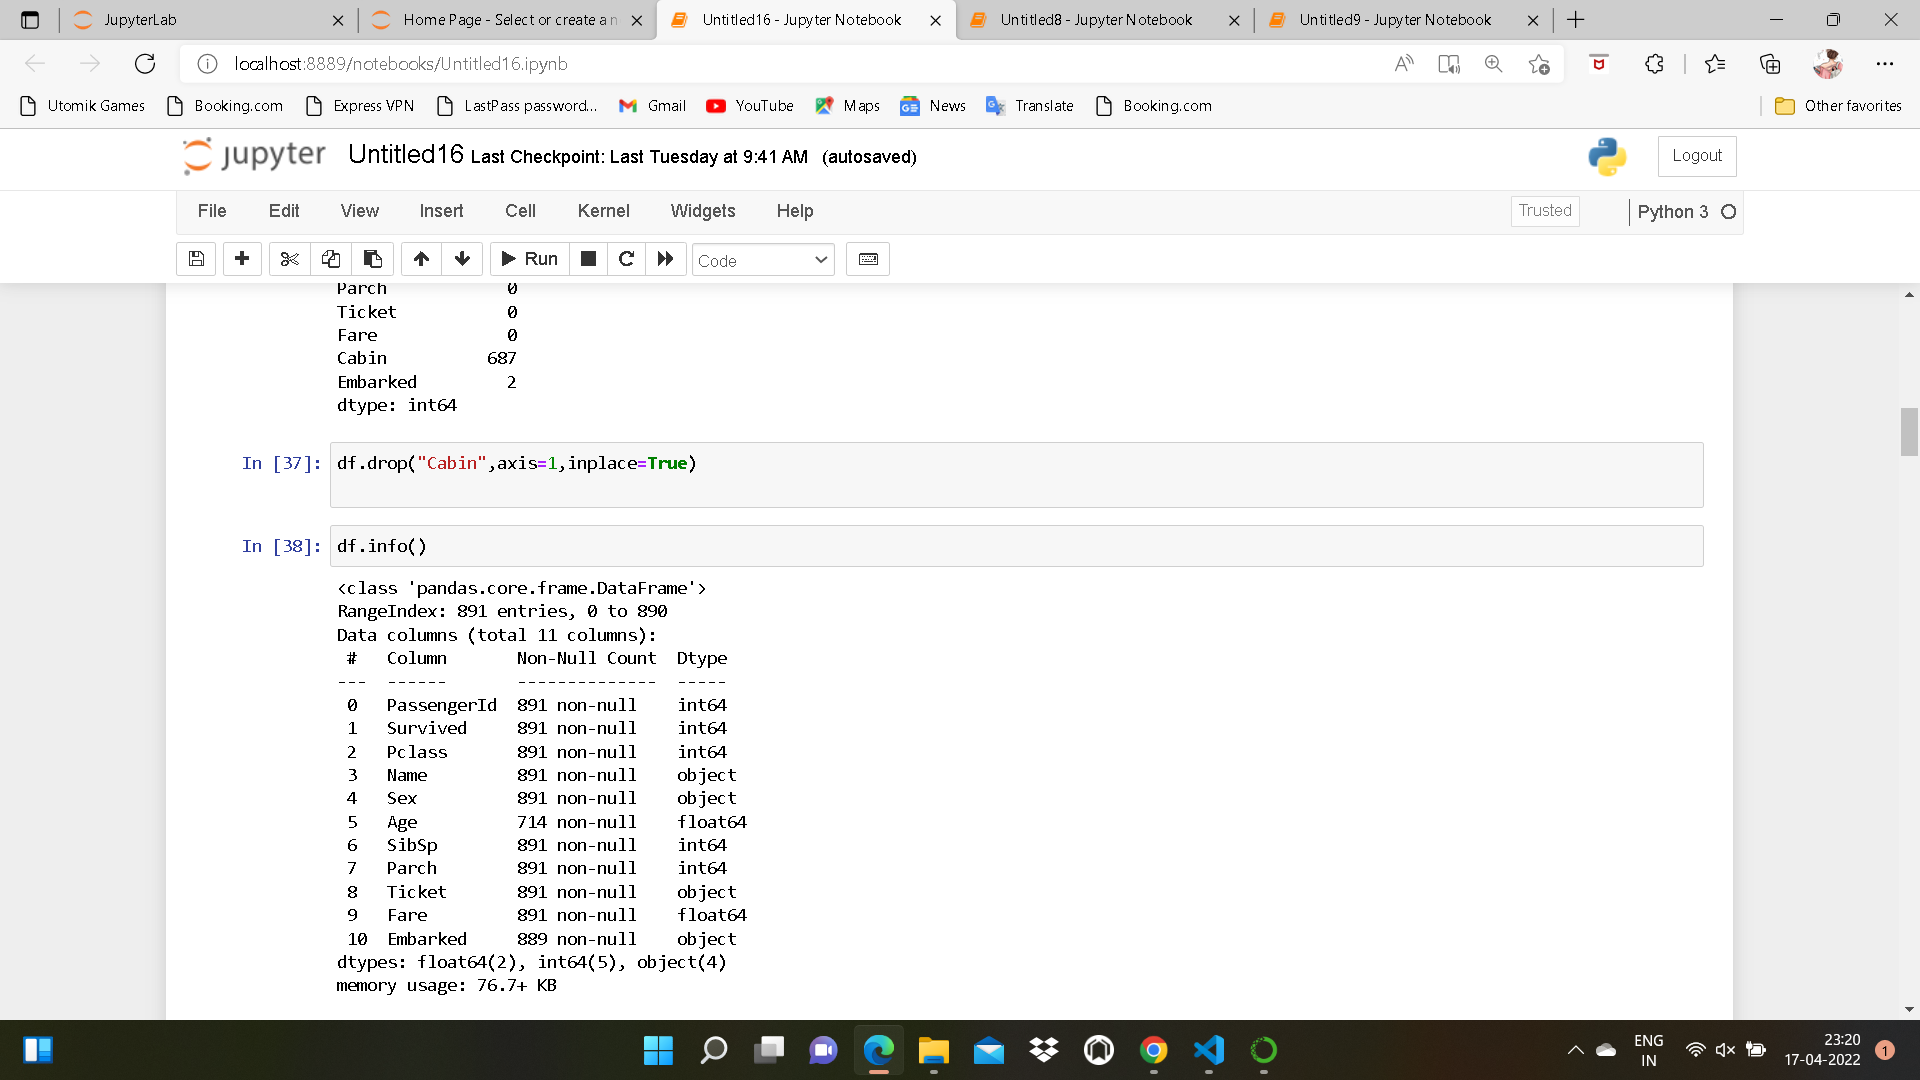 JupyterLab
Home Page - Select or create a n
Untitled16 - Jupyter Notebook
Untitled8 - Jupyter Notebook
Untitled9 - Jupyter Notebook
localhost:8889/notebooks/Untitled16.ipynb
Utomik Games
Booking.com
Express VPN
LastPass password...
Gmail
YouTube
Maps
News
Translate
Booking.com
Other favorites
jupyter Untitled16 Last Checkpoint: Last Tuesday at 9:41 AM (autosaved)
Logout
File Edit View Insert Cell Kernel Widgets Help
Trusted
Python 3
Run
Code
Parch 0
Ticket 0
Fare 0
Cabin 687
Embarked 2
dtype: int64
In [37]: df.drop("Cabin",axis=1,inplace=True)
In [38]: df.info()
<class 'pandas.core.frame.DataFrame'>
RangeIndex: 891 entries, 0 to 890
Data columns (total 11 columns):
# Column Non-Null Count Dtype
--- ------ -------------- -----
0 PassengerId 891 non-null int64
1 Survived 891 non-null int64
2 Pclass 891 non-null int64
3 Name 891 non-null object
4 Sex 891 non-null object
5 Age 714 non-null float64
6 SibSp 891 non-null int64
7 Parch 891 non-null int64
8 Ticket 891 non-null object
9 Fare 891 non-null float64
10 Embarked 889 non-null object
dtypes: float64(2), int64(5), object(4)
memory usage: 76.7+ KB
ENG
IN
23:20
17-04-2022
1